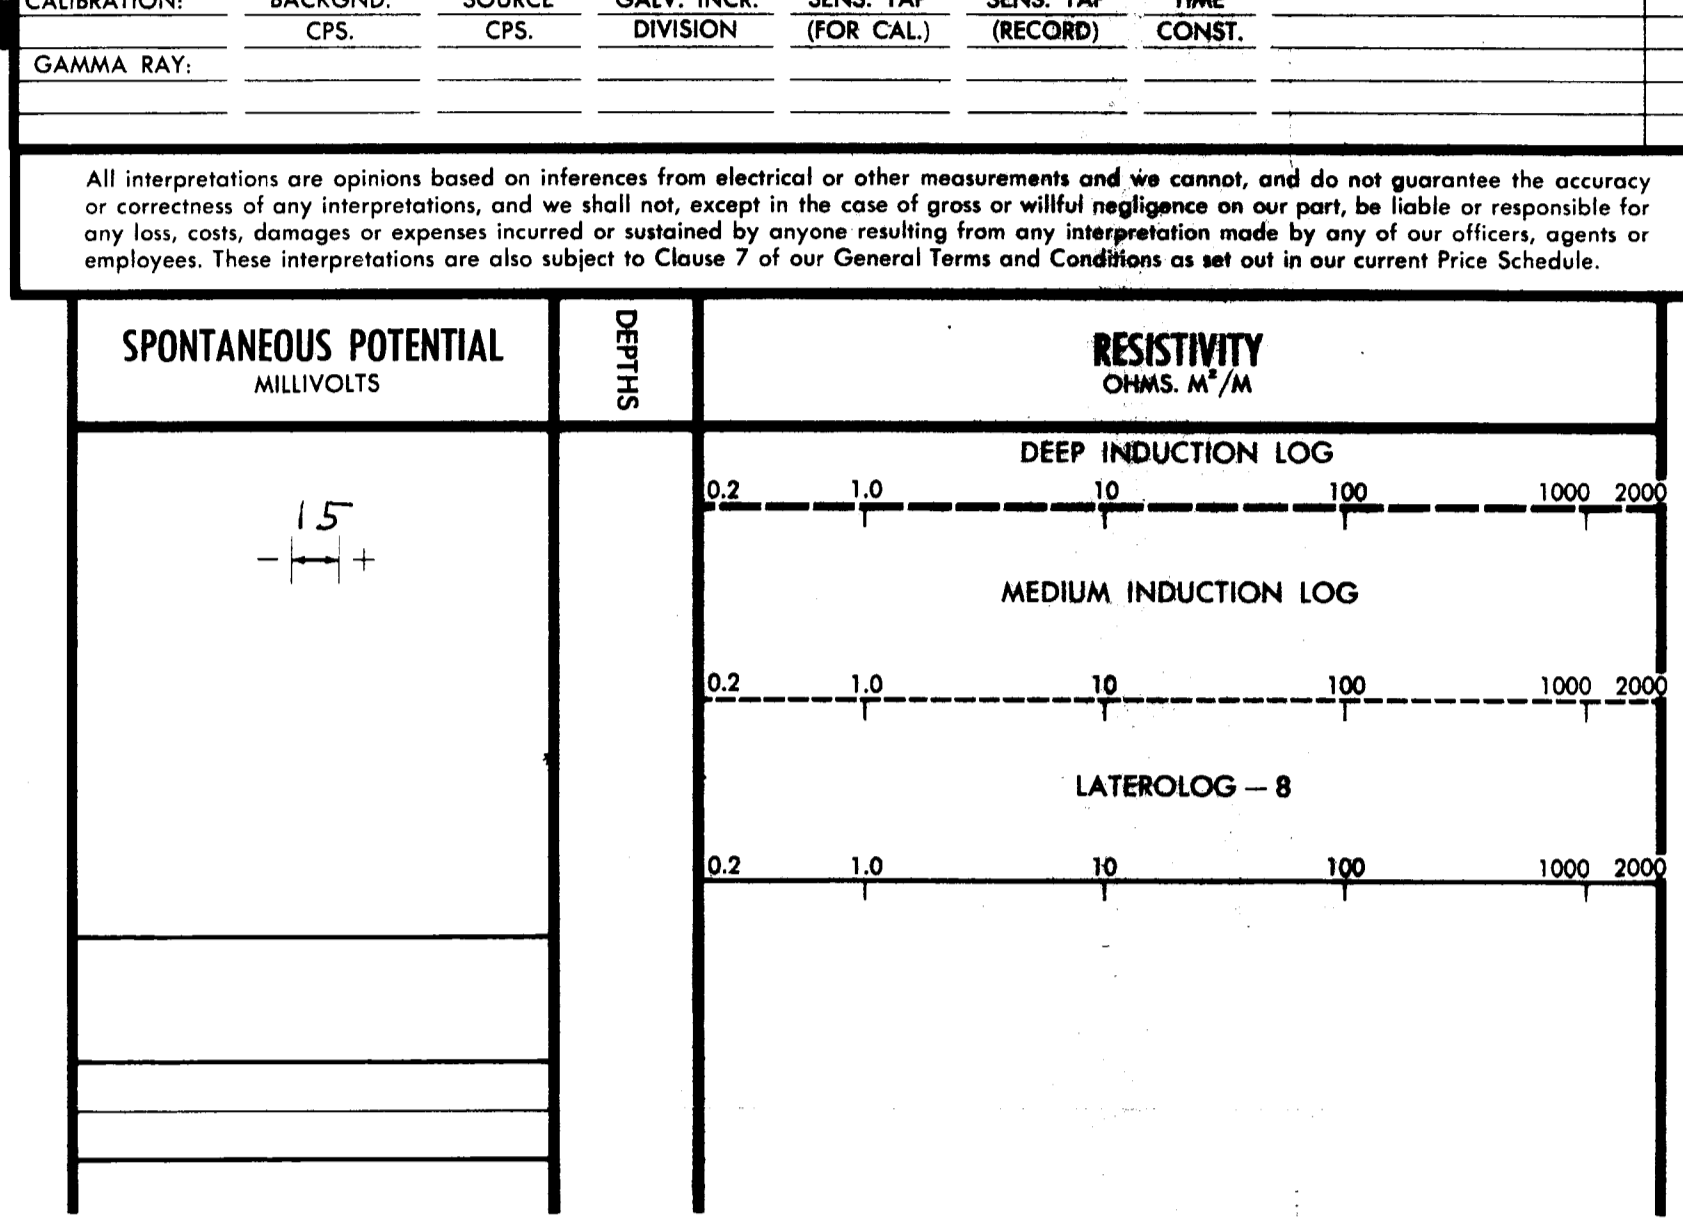 CALIBRATION: BACKGND. SOURCE GALV. INCR. SENS. TAP SENS. TAP TIME
CPS. CPS. DIVISION (FOR CAL.) (RECORD) CONST.
GAMMA RAY:
All interpretations are opinions based on inferences from electrical or other measurements and we cannot, and do not guarantee the accuracy
or correctness of any interpretations, and we shall not, except in the case of gross or willful negligence on our part, be liable or responsible for
any loss, costs, damages or expenses incurred or sustained by anyone resulting from any interpretation made by any of our officers, agents or
employees. These interpretations are also subject to Clause 7 of our General Terms and Conditions as set out in our current Price Schedule.
SPONTANEOUS POTENTIAL
MILLIVOLTS
DEPTHS
RESISTIVITY
OHMS. M²/M
15
- +
DEEP INDUCTION LOG
0.2 1.0 10 100 1000 2000
MEDIUM INDUCTION LOG
0.2 1.0 10 100 1000 2000
LATEROLOG — 8
0.2 1.0 10 100 1000 2000